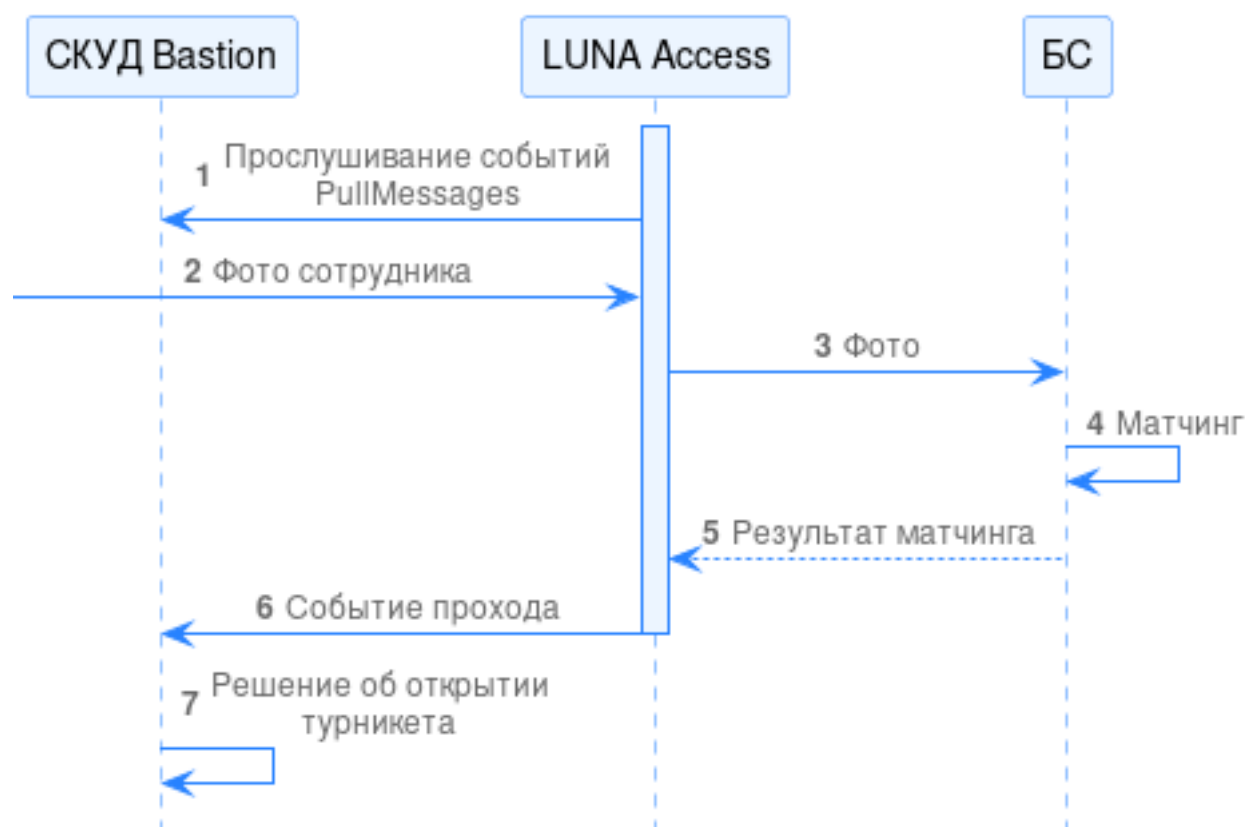 СКУД Bastion
LUNA Access
БС
1 Прослушивание событий
PullMessages
2 Фото сотрудника
3 Фото
4 Матчинг
5 Результат матчинга
6 Событие прохода
7 Решение об открытии
турникета